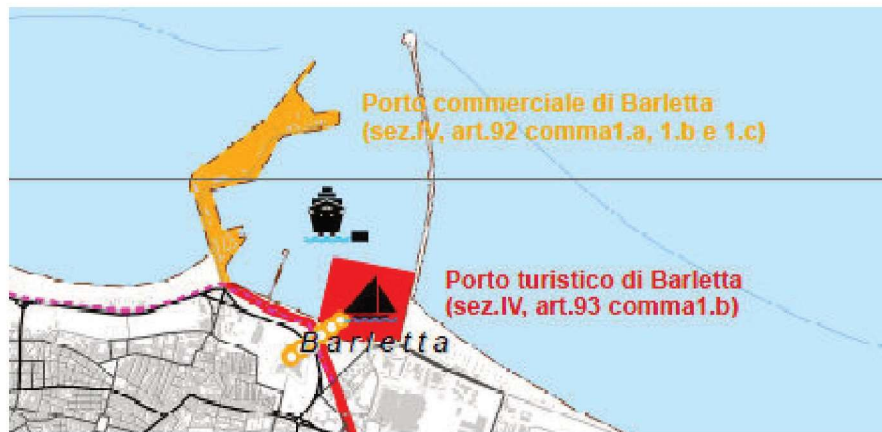 Porto commerciale di Barletta
(sez.IV, art.92 comma1.a, 1.b e 1.c)
Porto turistico di Barletta
(sez.IV, art.93 comma1.b)
Barletta